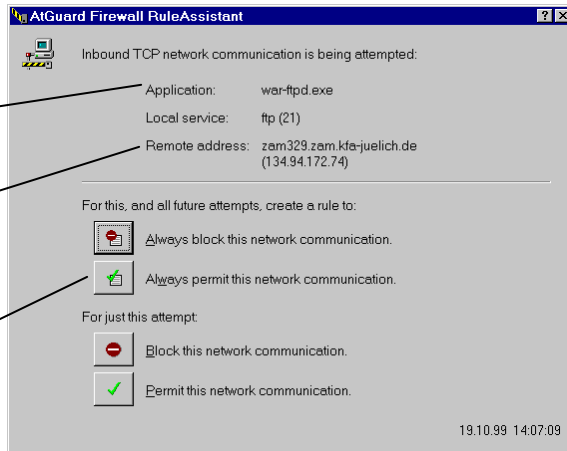 AtGuard Firewall RuleAssistant
Inbound TCP network communication is being attempted:
Application: war-ftpd.exe
Local service: ftp (21)
Remote address: zam329.zam.kfa-juelich.de
(134.94.172.74)
For this, and all future attempts, create a rule to:
Always block this network communication.
Always permit this network communication.
For just this attempt:
Block this network communication.
Permit this network communication.
19.10.99 14:07:09